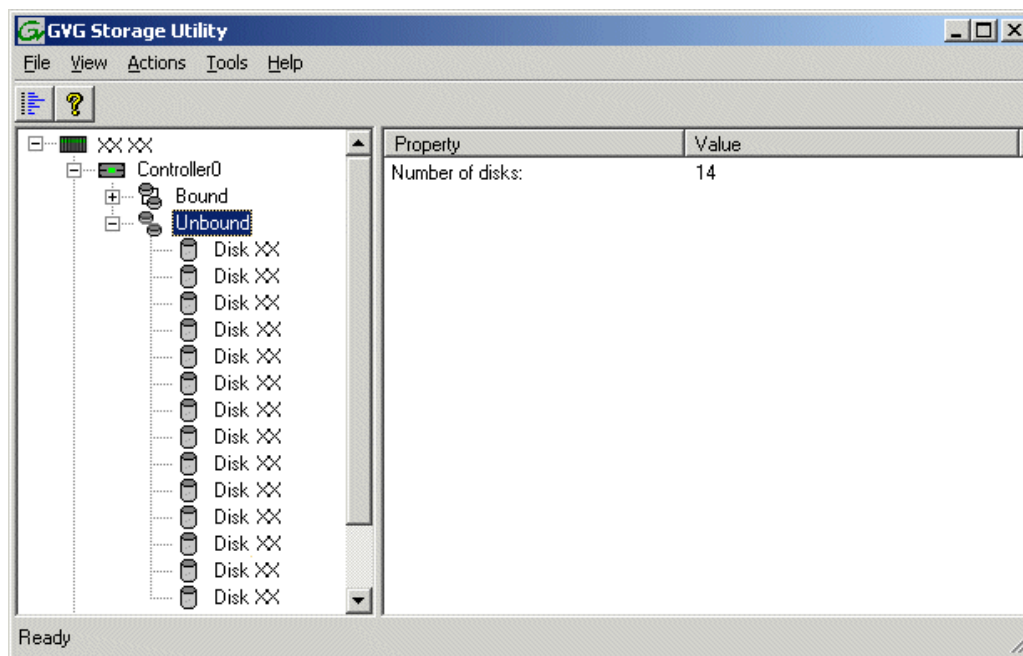 GVG Storage Utility
File View Actions Tools Help
XX XX
Controller0
Bound
Unbound
Disk XX
Disk XX
Disk XX
Disk XX
Disk XX
Disk XX
Disk XX
Disk XX
Disk XX
Disk XX
Disk XX
Disk XX
Disk XX
Disk XX
Property Value
Number of disks: 14
Ready